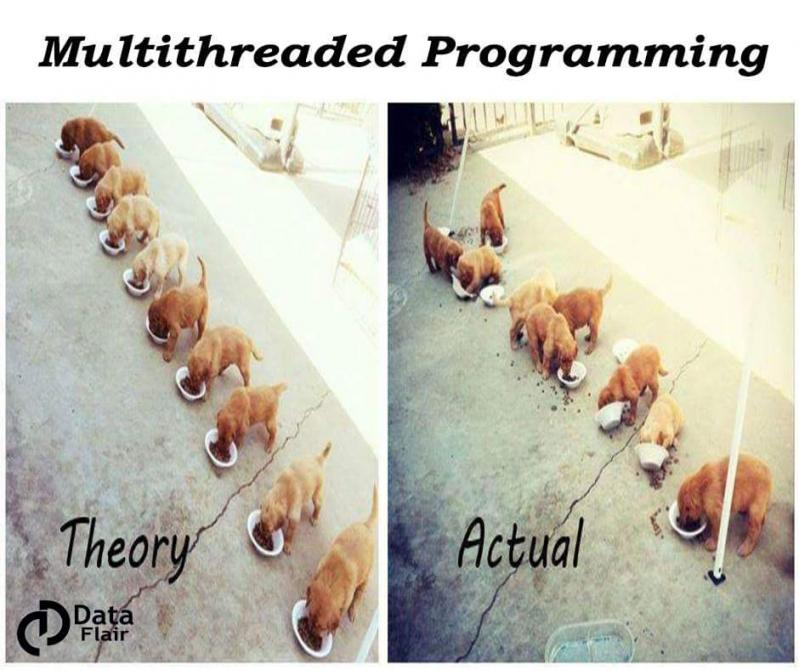 Multithreaded Programming
Theory
Actual
Data
Flair